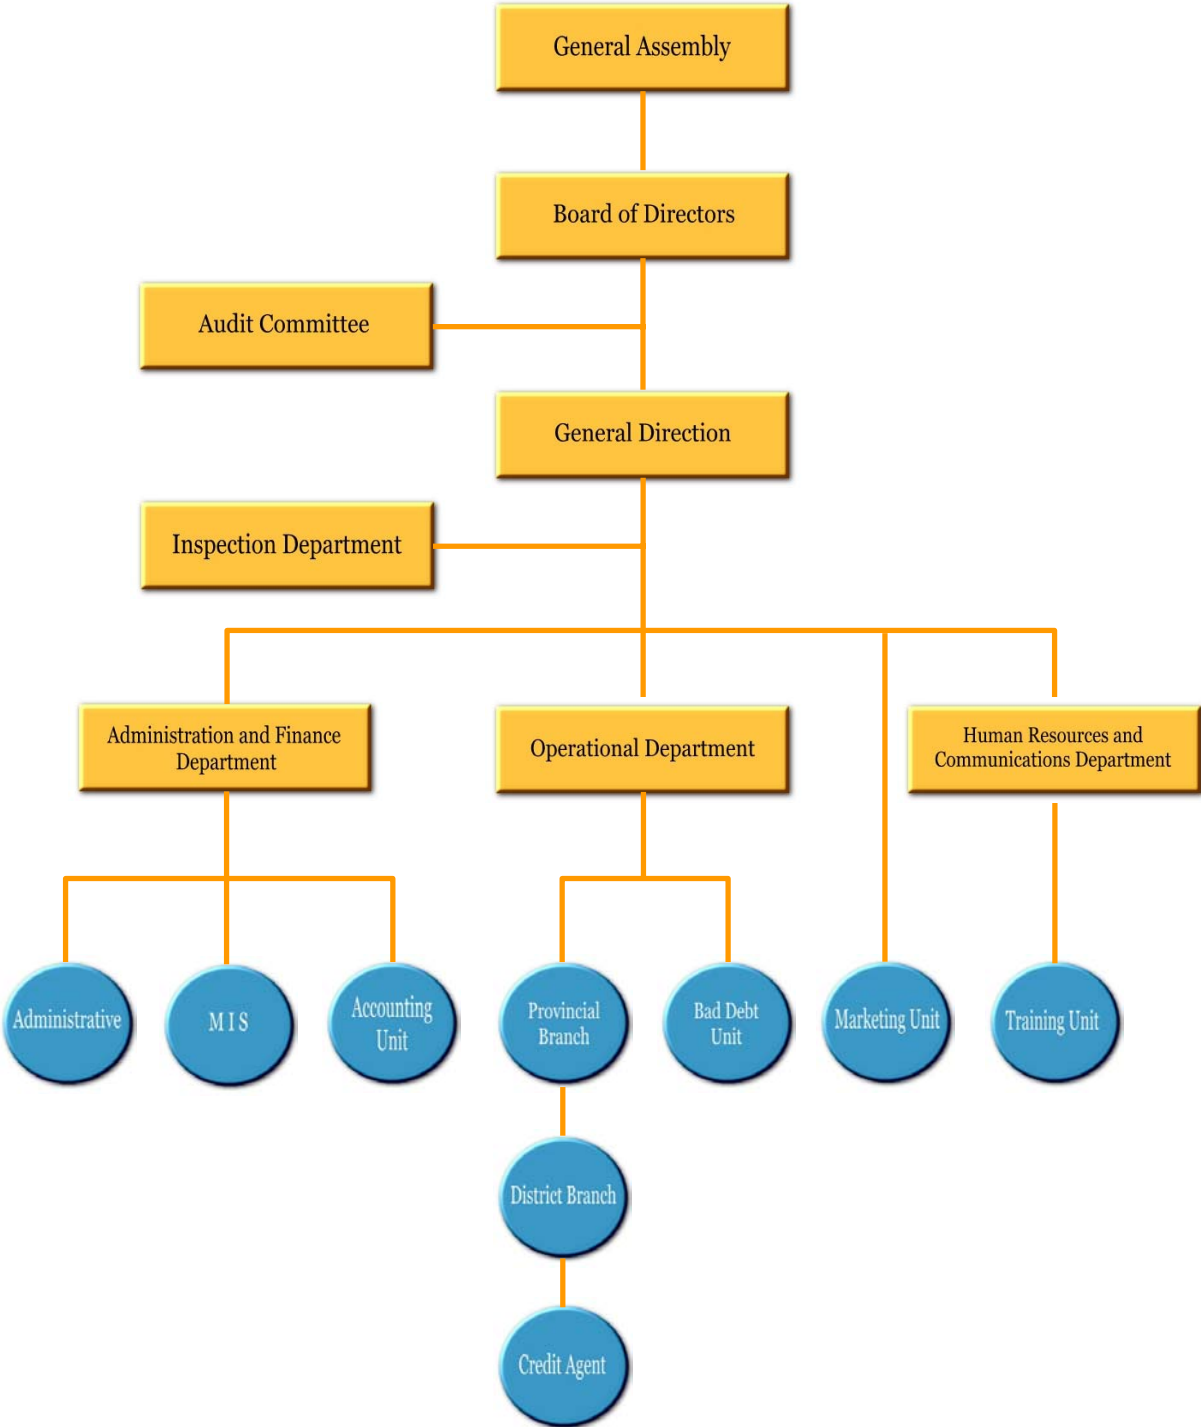 General Assembly
Board of Directors
Audit Committee
General Direction
Inspection Department
Administration and Finance
Department
Operational Department
Human Resources and
Communications Department
Administrative
M I S
Accounting
Unit
Provincial
Branch
Bad Debt
Unit
Marketing Unit
Training Unit
District Branch
Credit Agent